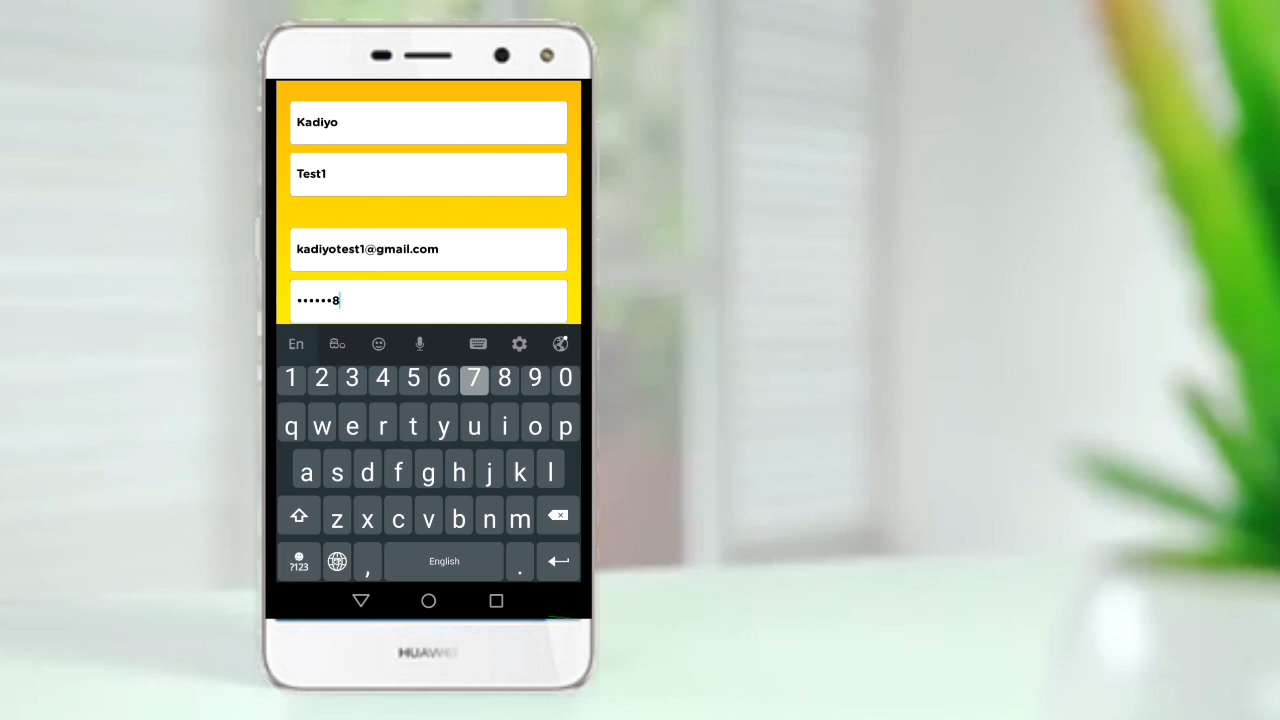 Kadiyo
Test1
kadiyotest1@gmail.com
••••••8
En
1 2 3 4 5 6 7 8 9 0
q w e r t y u i o p
a s d f g h j k l
z x c v b n m
?123 , English .
HUAWEI